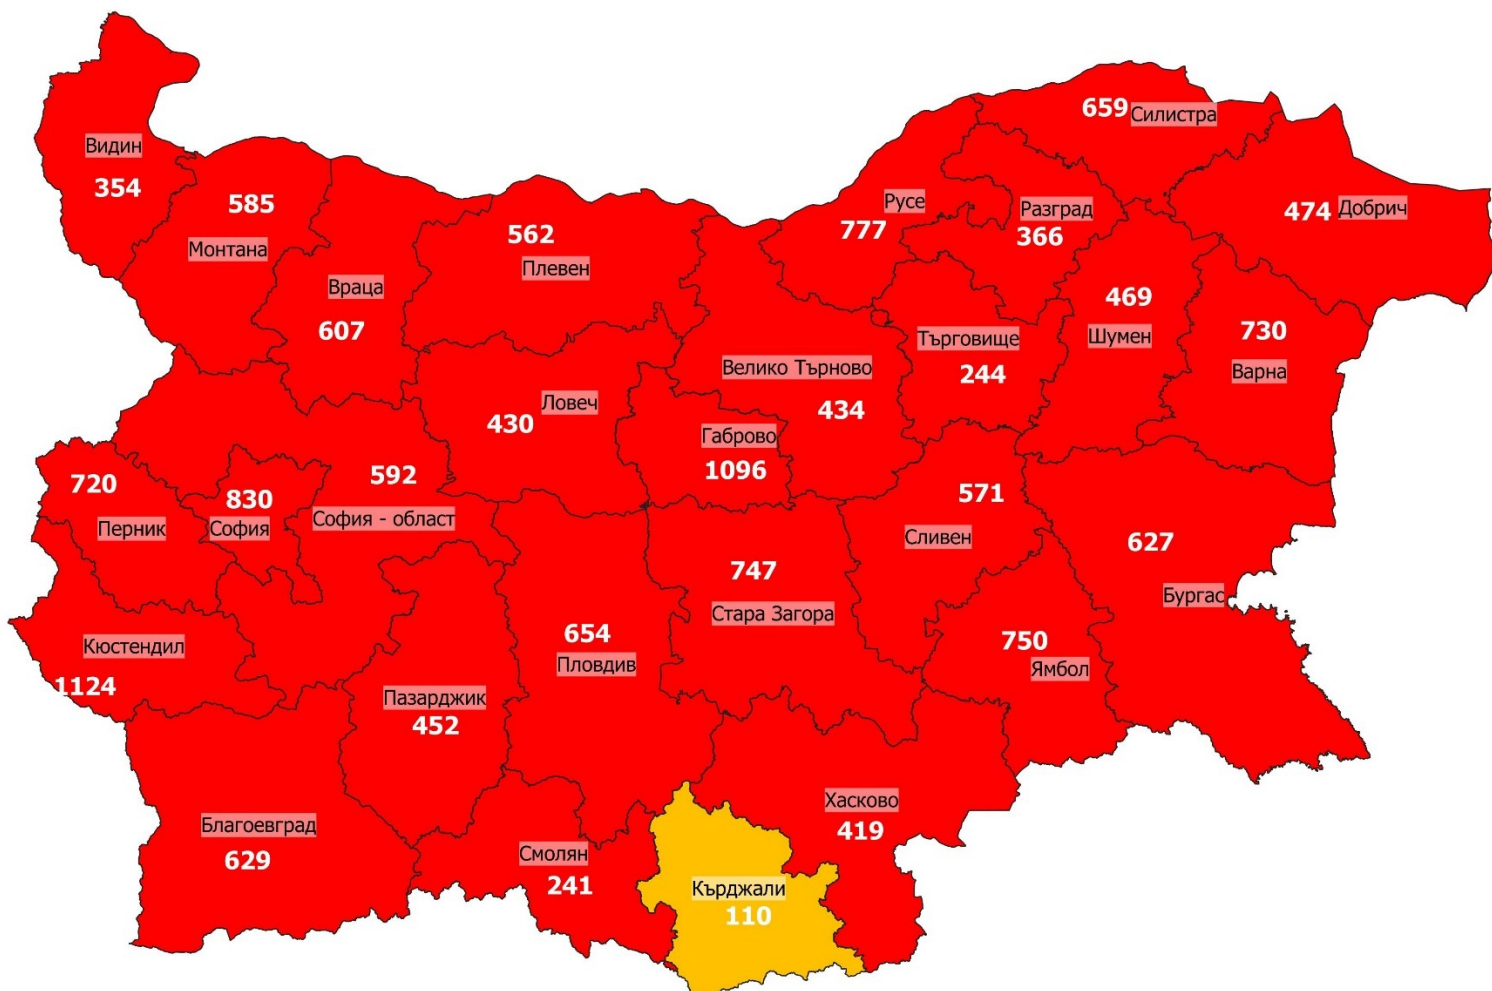 659
Силистра
Видин
354
585
Монтана
562
Плевен
Русе
777
Разград
366
474
Добрич
Враца
607
469
Шумен
730
Варна
Търговище
244
Велико Търново
434
Ловеч
430
Габрово
1096
720
Перник
830
София
592
София - област
571
Сливен
627
Бургас
747
Стара Загора
654
Пловдив
750
Ямбол
Кюстендил
1124
Пазарджик
452
Благоевград
629
Хасково
419
Смолян
241
Кърджали
110